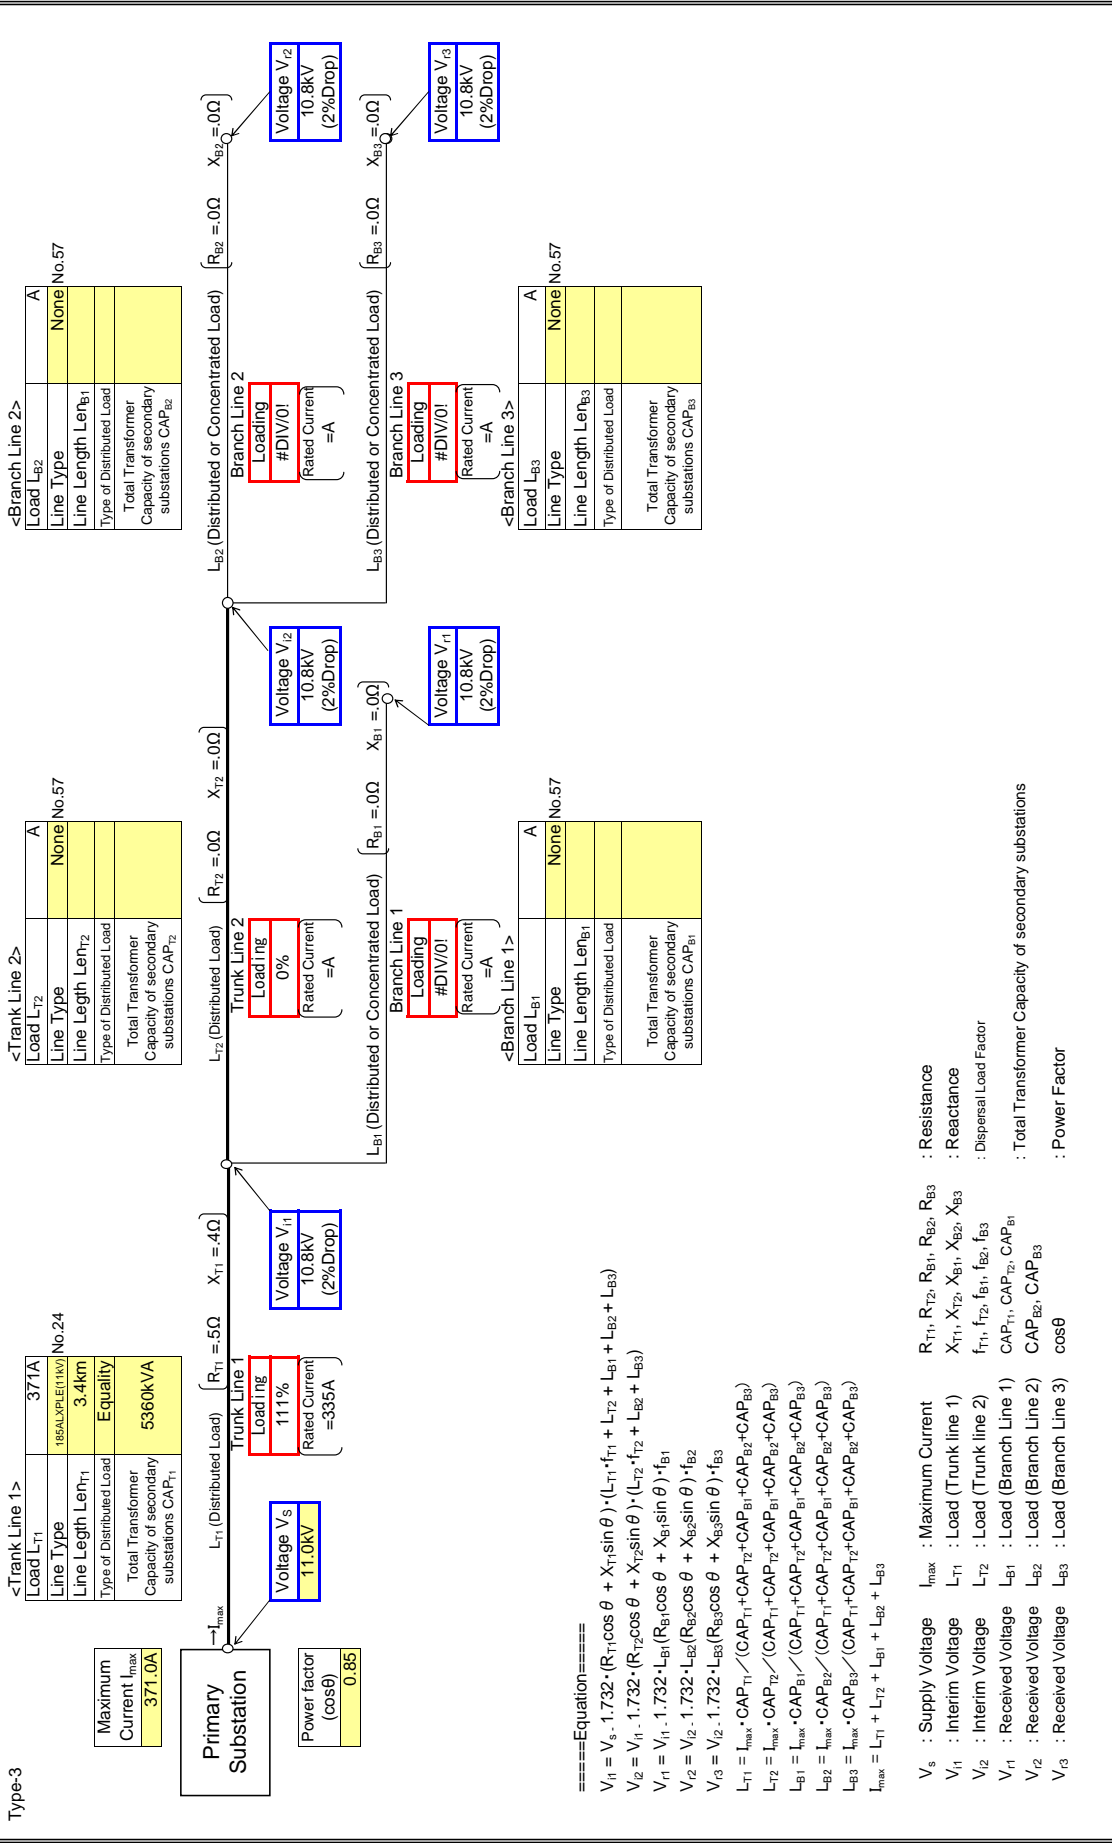 Type-3
Maximum
Current Imax
371.0A
Primary
Substation
Power factor
(cosθ)
0.85
→Imax
Voltage VS
11.0kV
<Trank Line 1>
Load LT1 371A
Line Type 185ALXPLE(11kV) No.24
Line Legth LenT1 3.4km
Type of Distributed Load Equality
Total Transformer
Capacity of secondary
substations CAPT1
5360kVA
LT1 (Distributed Load)
RT1 =.5Ω XT1 =.4Ω
Trunk Line 1
Loading
111%
Rated Current
=335A
Voltage Vi1
10.8kV
(2%Drop)
<Trank Line 2>
Load LT2 A
Line Type None No.57
Line Length LenT2
Type of Distributed Load
Total Transformer
Capacity of secondary
substations CAPT2
LT2 (Distributed Load)
RT2 =.0Ω XT2 =.0Ω
Trunk Line 2
Loading
0%
Rated Current
=A
Voltage Vi2
10.8kV
(2%Drop)
LB1 (Distributed or Concentrated Load)
RB1 =.0Ω XB1 =.0Ω
Branch Line 1
Loading
#DIV/0!
Rated Current
=A
Voltage Vr1
10.8kV
(2%Drop)
<Branch Line 1>
Load LB1 A
Line Type None No.57
Line Length LenB1
Type of Distributed Load
Total Transformer
Capacity of secondary
substations CAPB1
<Branch Line 2>
Load LB2 A
Line Type None No.57
Line Length LenB1
Type of Distributed Load
Total Transformer
Capacity of secondary
substations CAPB2
LB2 (Distributed or Concentrated Load)
RB2 =.0Ω XB2 =.0Ω
Branch Line 2
Loading
#DIV/0!
Rated Current
=A
Voltage Vr2
10.8kV
(2%Drop)
LB3 (Distributed or Concentrated Load)
RB3 =.0Ω XB3 =.0Ω
Branch Line 3
Loading
#DIV/0!
Rated Current
=A
Voltage Vr3
10.8kV
(2%Drop)
<Branch Line 3>
Load LB3 A
Line Type None No.57
Line Length LenB3
Type of Distributed Load
Total Transformer
Capacity of secondary
substations CAPB3
=====Equation=====
Vi1 = Vs - 1.732・(RT1cosθ + XT1sinθ)・(LT1・fT1 + LT2 + LB1 + LB2 + LB3)
Vi2 = Vi1 - 1.732・(RT2cosθ + XT2sinθ)・(LT2・fT2 + LB2 + LB3)
Vr1 = Vi1 - 1.732・LB1(RB1cosθ + XB1sinθ)・fB1
Vr2 = Vi2 - 1.732・LB2(RB2cosθ + XB2sinθ)・fB2
Vr3 = Vi2 - 1.732・LB3(RB3cosθ + XB3sinθ)・fB3
LT1 = Imax・CAPT1／(CAPT1+CAPT2+CAPB1+CAPB2+CAPB3)
LT2 = Imax・CAPT2／(CAPT1+CAPT2+CAPB1+CAPB2+CAPB3)
LB1 = Imax・CAPB1／(CAPT1+CAPT2+CAPB1+CAPB2+CAPB3)
LB2 = Imax・CAPB2／(CAPT1+CAPT2+CAPB1+CAPB2+CAPB3)
LB3 = Imax・CAPB3／(CAPT1+CAPT2+CAPB1+CAPB2+CAPB3)
Imax = LT1 + LT2 + LB1 + LB2 + LB3
Vs : Supply Voltage Imax : Maximum Current RT1, RT2, RB1, RB2, RB3 : Resistance
Vi1 : Interim Voltage LT1 : Load (Trunk line 1) XT1, XT2, XB1, XB2, XB3 : Reactance
Vi2 : Interim Voltage LT2 : Load (Trunk line 2) fT1, fT2, fB1, fB2, fB3 : Dispersal Load Factor
Vr1 : Received Voltage LB1 : Load (Branch Line 1) CAPT1, CAPT2, CAPB1 : Total Transformer Capacity of secondary substations
Vr2 : Received Voltage LB2 : Load (Branch Line 2) CAPB2, CAPB3
Vr3 : Received Voltage LB3 : Load (Branch Line 3) cosθ : Power Factor